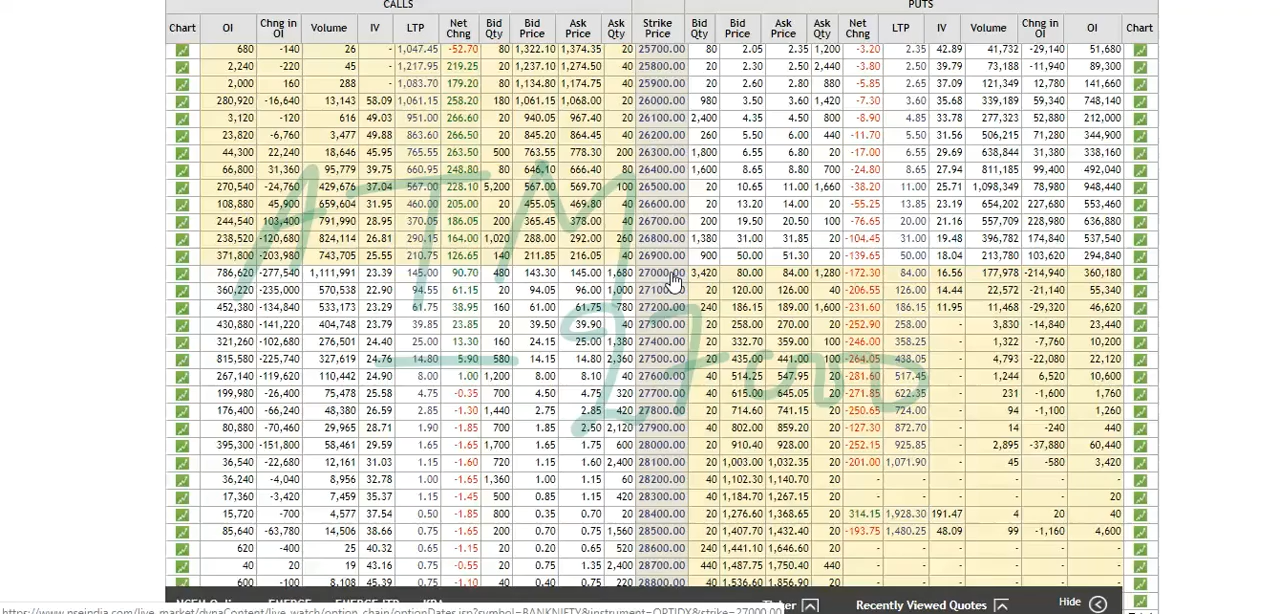 CALLS PUTS
Chart OI Chng in OI Volume IV LTP Net Chng Bid Qty Bid Price Ask Price Ask Qty Strike Price Bid Qty Bid Price Ask Price Ask Qty Net Chng LTP IV Volume Chng in OI OI Chart
680 -140 26 - 1,047.45 -52.70 80 1,322.10 1,374.35 20 25700.00 80 2.05 2.35 1,200 -3.20 2.35 42.89 41,732 -29,140 51,680
2,240 -220 45 - 1,217.95 219.25 20 1,237.10 1,274.50 40 25800.00 20 2.30 2.50 2,440 -3.80 2.50 39.79 73,188 -11,940 89,300
2,000 160 288 - 1,083.70 179.20 80 1,134.80 1,174.75 40 25900.00 20 2.60 2.80 880 -5.85 2.65 37.09 121,349 12,780 141,660
280,920 -16,640 13,143 58.09 1,061.15 258.20 180 1,061.15 1,068.00 20 26000.00 980 3.50 3.60 1,420 -7.30 3.60 35.68 339,189 59,340 748,140
3,120 -120 616 49.03 951.00 266.60 20 940.05 967.40 20 26100.00 2,400 4.35 4.50 800 -8.90 4.85 33.78 277,323 52,880 212,000
23,820 -6,760 3,477 49.88 863.60 266.50 20 845.20 864.45 40 26200.00 260 5.50 6.00 440 -11.70 5.50 31.56 506,215 71,280 344,900
44,300 22,240 18,646 45.95 765.55 263.50 500 763.55 778.30 200 26300.00 1,800 6.55 6.80 20 -17.00 6.55 29.69 638,844 31,380 338,160
66,800 31,360 95,779 39.75 660.95 248.80 80 646.10 666.40 80 26400.00 1,600 8.65 8.80 700 -24.80 8.65 27.94 811,185 99,400 492,040
270,540 -24,760 429,676 37.04 567.00 228.10 5,200 567.00 569.70 100 26500.00 20 10.65 11.00 1,660 -38.20 11.00 25.71 1,098,349 78,980 948,440
108,880 45,900 659,604 31.95 460.00 205.00 20 455.05 469.80 40 26600.00 20 13.20 14.00 20 -55.25 13.85 23.19 654,202 227,680 553,460
244,540 103,400 791,990 28.95 370.05 186.05 200 365.45 378.00 40 26700.00 200 19.50 20.50 100 -76.65 20.00 21.16 557,709 228,980 636,880
238,520 -120,680 824,114 26.81 290.15 164.00 1,020 288.00 292.00 260 26800.00 1,380 31.00 31.85 20 -104.45 31.00 19.48 396,782 174,840 537,540
371,800 -203,980 743,705 25.55 210.75 126.65 140 211.85 216.05 40 26900.00 900 50.00 51.30 20 -139.65 50.00 18.04 213,780 103,620 294,840
786,620 -277,540 1,111,991 23.39 145.00 90.70 480 143.30 145.00 1,680 27000.00 3,420 80.00 84.00 1,280 -172.30 84.00 16.56 177,978 -214,940 360,180
360,220 -235,000 570,538 22.90 94.55 61.15 20 94.05 96.00 1,000 27100.00 20 120.00 126.00 40 -206.55 126.00 14.44 22,572 -21,140 55,340
452,380 -134,840 533,173 29.29 61.75 38.95 160 61.00 61.75 780 27200.00 240 186.15 189.00 1,600 -231.60 186.15 11.95 11,468 -29,320 46,620
430,880 -141,220 404,748 23.79 39.85 23.85 20 39.50 39.90 40 27300.00 20 258.00 270.00 20 -252.90 258.00 - 3,830 -14,840 23,440
321,260 -102,680 276,501 24.40 25.00 13.30 160 24.15 25.00 1,380 27400.00 20 332.70 359.00 100 -246.00 358.25 - 1,322 -7,760 10,200
815,580 -225,740 327,619 24.76 14.80 5.90 580 14.15 14.80 2,360 27500.00 20 435.00 441.00 100 -264.05 438.05 - 4,793 -22,080 22,120
267,140 -119,620 110,442 24.90 8.00 1.00 1,200 8.00 8.10 40 27600.00 40 514.25 547.95 20 -281.60 517.45 - 1,244 6,520 10,600
199,980 -26,400 75,478 25.58 4.75 -0.35 700 4.50 4.75 320 27700.00 40 615.00 645.05 20 -271.85 622.35 - 231 -1,600 1,760
176,400 -66,240 48,380 26.59 2.85 -1.30 1,440 2.75 2.85 420 27800.00 20 714.60 741.15 20 -250.65 724.00 - 94 -1,100 1,260
80,880 -70,460 29,965 28.71 1.90 -1.85 700 1.85 2.50 2,120 27900.00 20 802.00 859.20 20 -127.30 872.70 - 14 -240 440
395,300 -151,800 58,461 29.59 1.65 -1.65 1,700 1.65 1.75 600 28000.00 20 910.40 928.00 20 -252.15 925.85 - 2,895 -37,880 60,440
36,540 -22,680 12,161 31.03 1.15 -1.60 720 1.15 1.60 2,400 28100.00 20 1,003.00 1,032.35 20 -201.00 1,071.90 - 45 -580 3,420
36,240 -4,040 8,956 32.78 1.00 -1.65 1,360 1.00 1.15 60 28200.00 40 1,102.30 1,140.70 20 - - - - - -
17,360 -3,420 7,459 35.37 1.15 -1.45 500 0.85 1.15 420 28300.00 40 1,184.70 1,267.15 20 - - - - - 20
15,720 -700 4,577 37.54 0.50 -1.85 800 0.35 0.70 20 28400.00 20 1,276.60 1,368.65 20 314.15 1,928.30 191.47 4 20 40
85,640 -63,780 14,506 38.66 0.75 -1.65 200 0.70 0.75 1,560 28500.00 20 1,407.70 1,432.40 20 -193.75 1,480.25 48.09 99 -1,160 4,600
620 -400 25 40.32 0.65 -1.15 20 0.20 0.65 520 28600.00 240 1,441.10 1,646.60 20 - - - - - -
40 20 19 43.16 0.75 -0.55 20 0.75 1.35 2,400 28700.00 440 1,487.75 1,750.40 440 - - - - - -
600 -100 8,108 45.39 0.75 -1.10 40 0.40 0.75 220 28800.00 40 1,536.60 1,856.90 20 - - - - - -
ATM
27000
Ticker Recently Viewed Quotes Hide